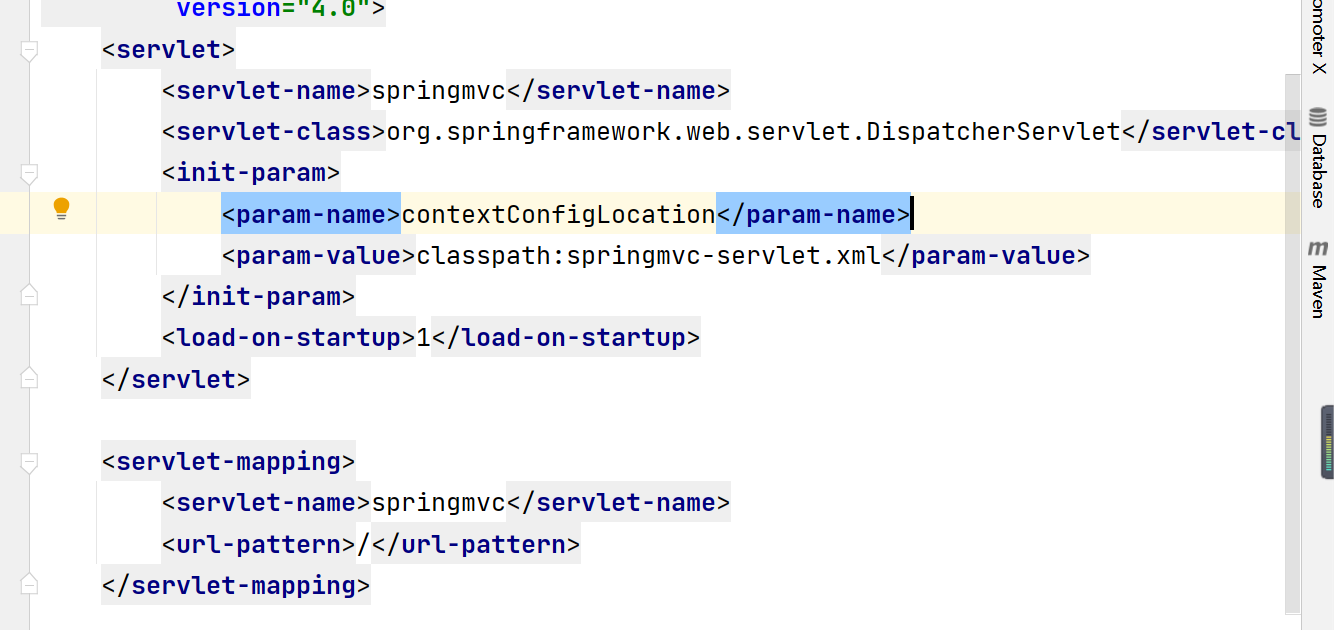 version="4.0">
<servlet>
<servlet-name>springmvc</servlet-name>
<servlet-class>org.springframework.web.servlet.DispatcherServlet</servlet-cl
<init-param>
<param-name>contextConfigLocation</param-name>
<param-value>classpath:springmvc-servlet.xml</param-value>
</init-param>
<load-on-startup>1</load-on-startup>
</servlet>
<servlet-mapping>
<servlet-name>springmvc</servlet-name>
<url-pattern>/</url-pattern>
</servlet-mapping>
omoter X
Database
m
Maven